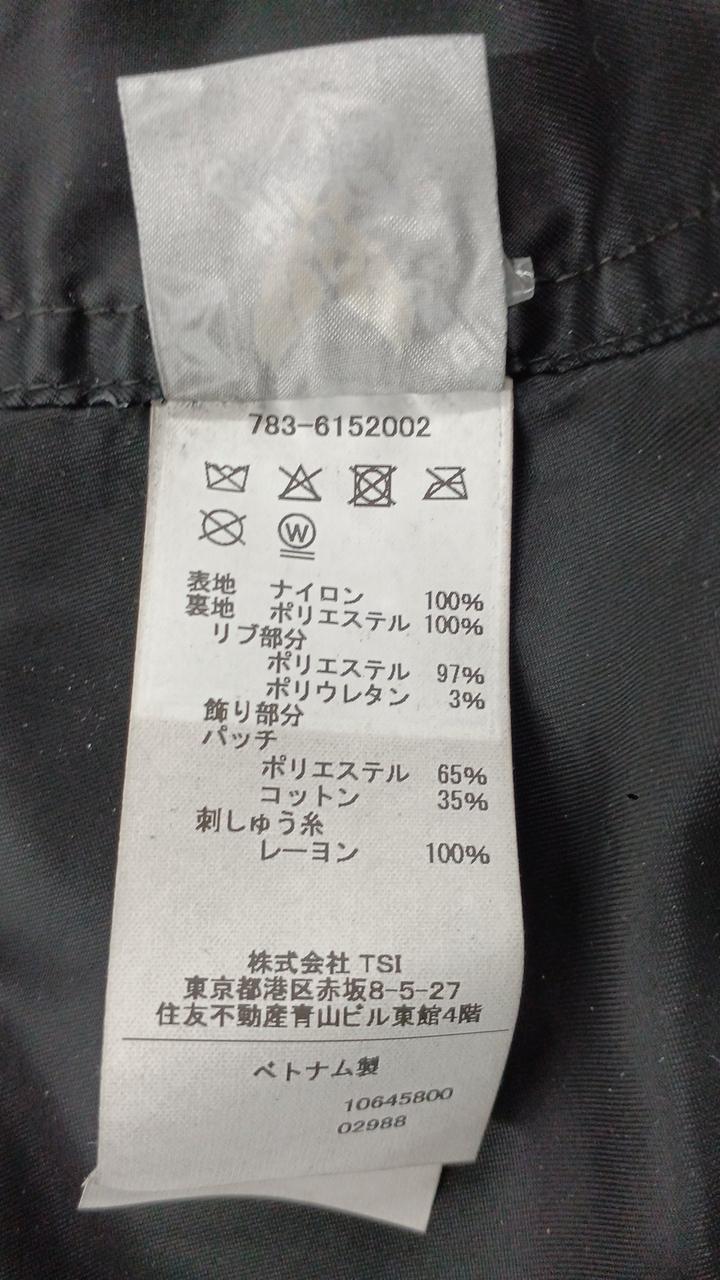 783-6152002
W
表地 ナイロン 100%
裏地 ポリエステル 100%
リブ部分
ポリエステル 97%
ポリウレタン 3%
飾り部分
パッチ
ポリエステル 65%
コットン 35%
刺しゅう糸
レーヨン 100%
株式会社 TSI
東京都港区赤坂8-5-27
住友不動産青山ビル東館4階
ベトナム製
10645800
02988